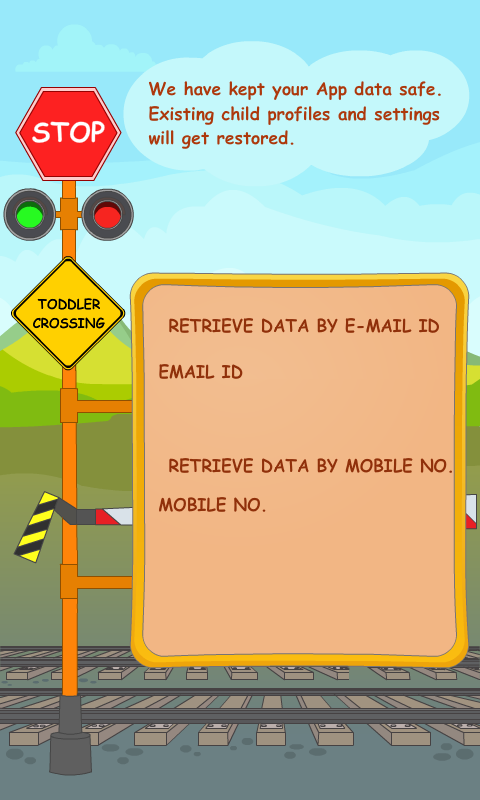 We have kept your App data safe.
Existing child profiles and settings
will get restored.
STOP
TODDLER
CROSSING
RETRIEVE DATA BY E-MAIL ID
EMAIL ID
RETRIEVE DATA BY MOBILE NO.
MOBILE NO.